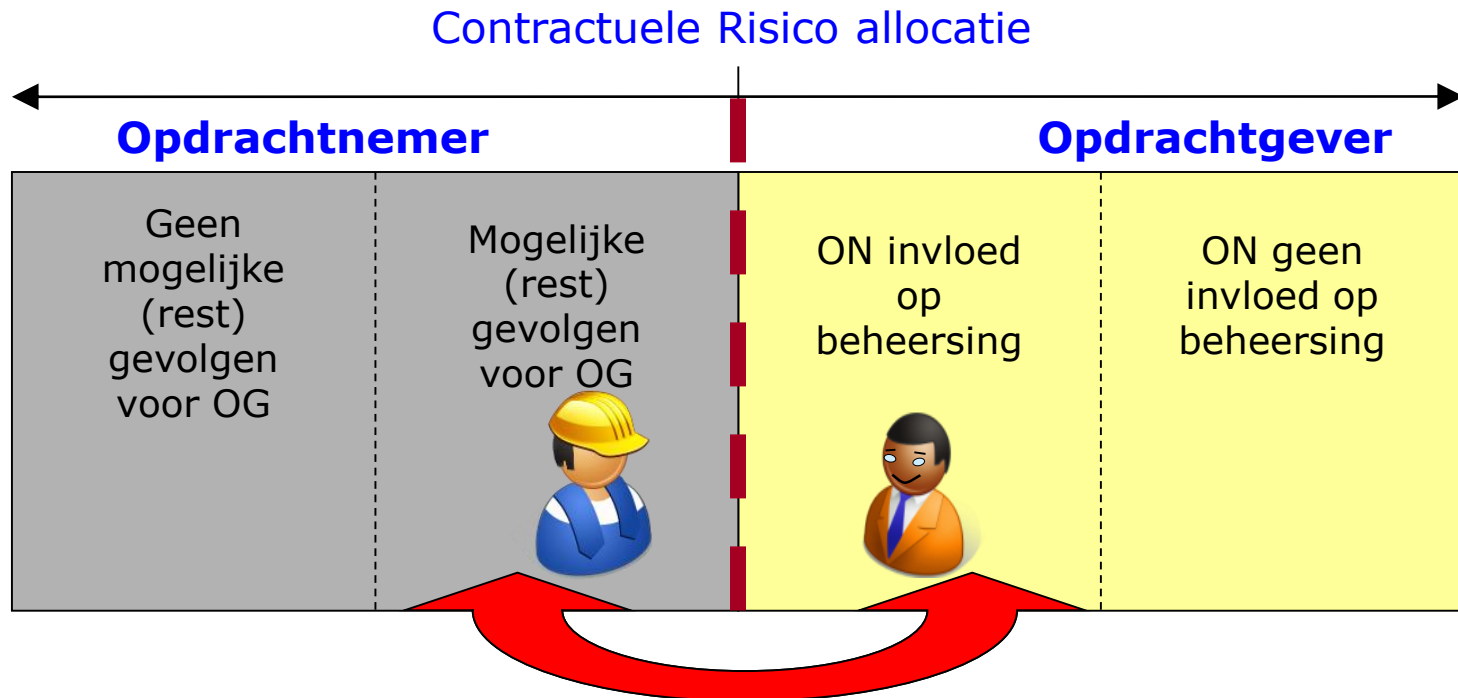 Contractuele Risico allocatie
Opdrachtnemer
Opdrachtgever
Geen
mogelijke
(rest)
gevolgen
voor OG
Mogelijke
(rest)
gevolgen
voor OG
ON invloed
op
beheersing
ON geen
invloed op
beheersing